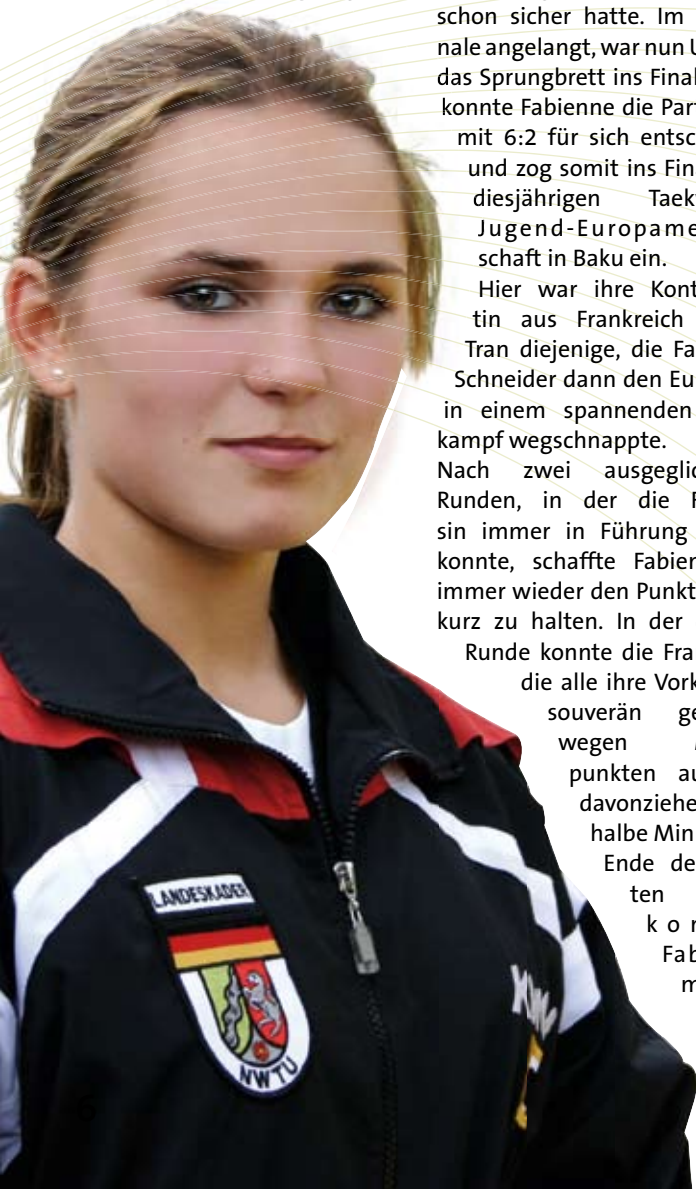 schon sicher hatte. Im
nale angelangt, war nun U
das Sprungbrett ins Final
konnte Fabienne die Par
mit 6:2 für sich entsc
und zog somit ins Fin
diesjährigen Taek
Jugend-Europame
schaft in Baku ein.
Hier war ihre Kont
tin aus Frankreich
Tran diejenige, die Fa
Schneider dann den Eu
in einem spannenden
kampf wegschnappte.
Nach zwei ausgeglic
Runden, in der die F
sin immer in Führung
konnte, schaffte Fabien
immer wieder den Punkt
kurz zu halten. In der
Runde konnte die Fra
die alle ihre Vork
souverän ge
wegen
punkten au
davonziehe
halbe Min
Ende de
ten
kor
Fab
m
LANDESKADER
NWTU